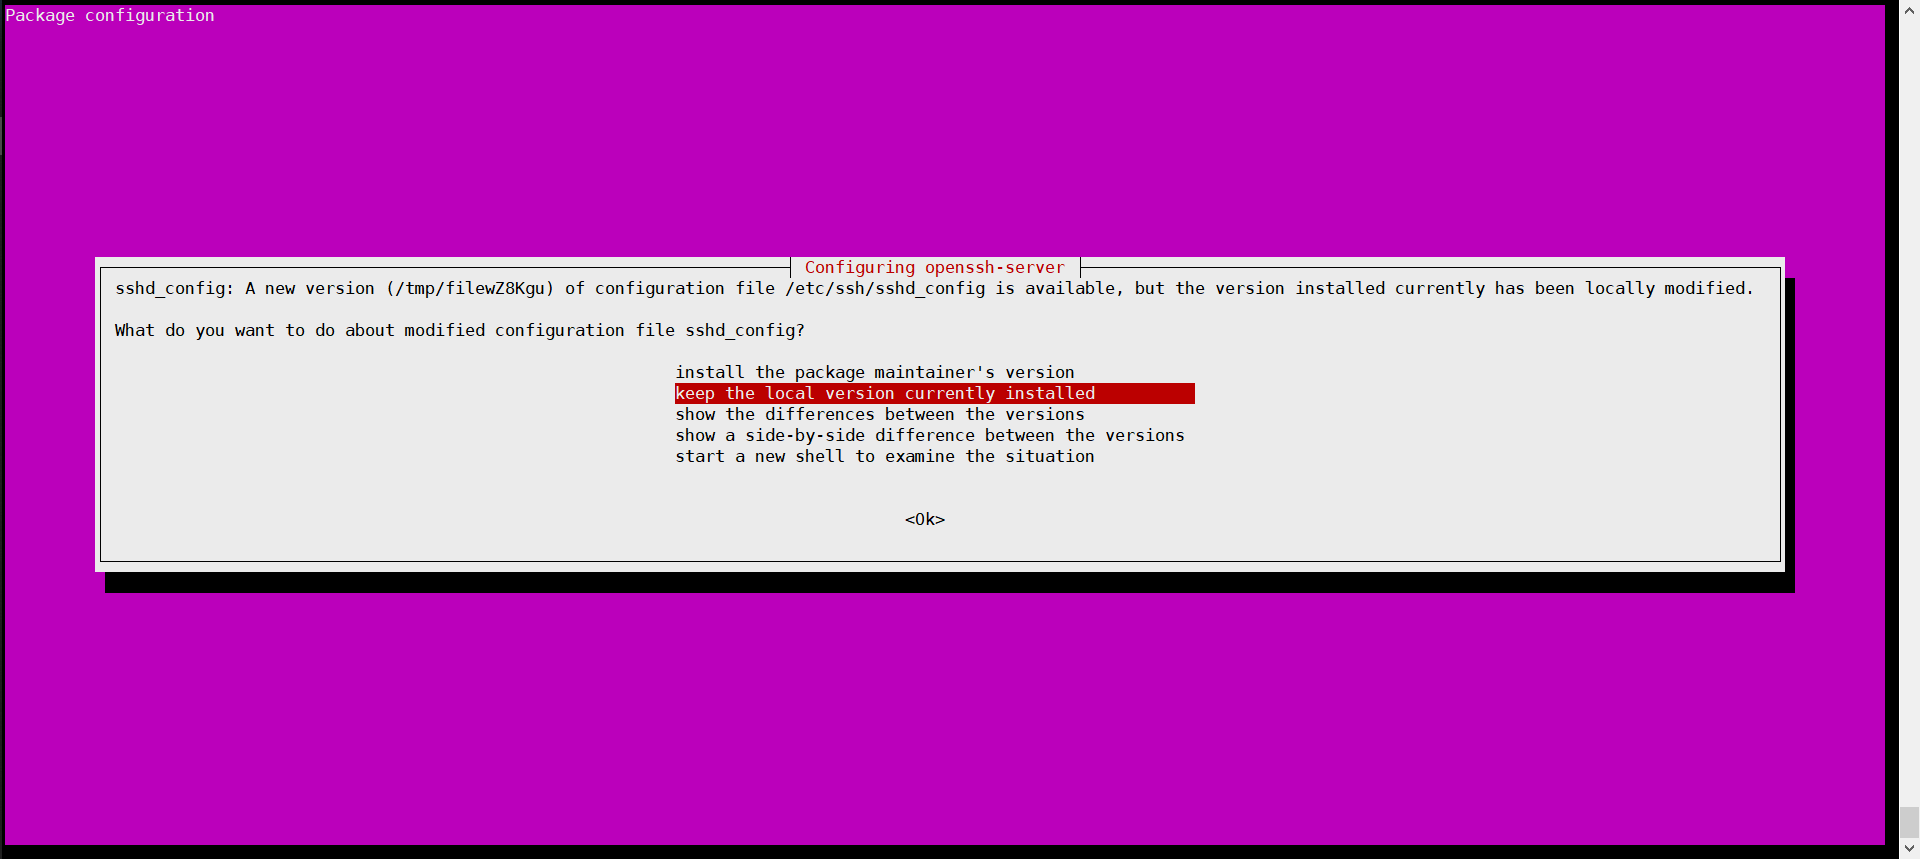 Package configuration
Configuring openssh-server
sshd_config: A new version (/tmp/filewZ8Kgu) of configuration file /etc/ssh/sshd_config is available, but the version installed currently has been locally modified.
What do you want to do about modified configuration file sshd_config?
install the package maintainer's version
keep the local version currently installed
show the differences between the versions
show a side-by-side difference between the versions
start a new shell to examine the situation
<Ok>